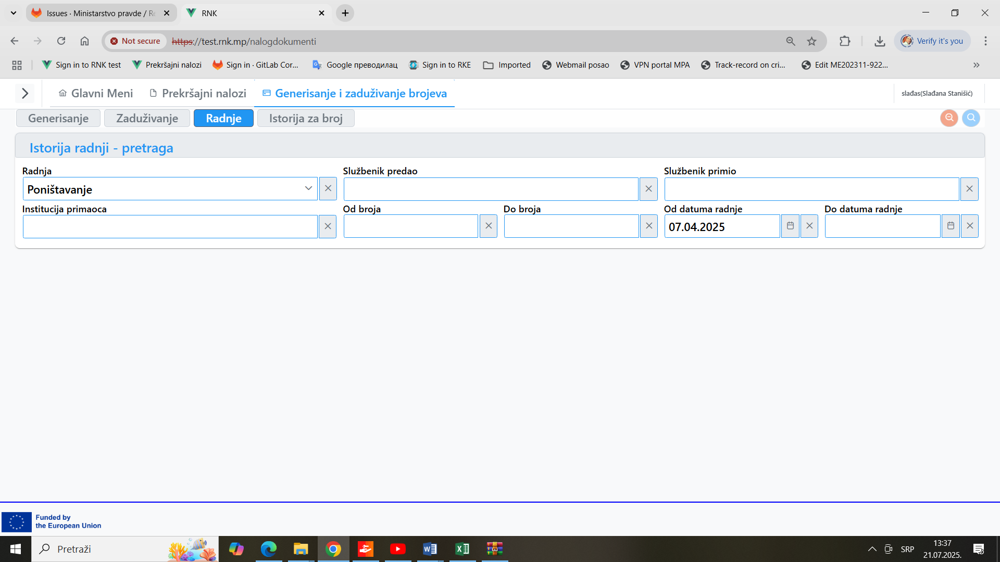 Issues · Ministarstvo pravde / Re
RNK
Not secure
https://test.rnk.mp/nalogdokumenti
Verify it's you
Sign in to RNK test
Prekršajni nalozi
Sign in · GitLab Cor...
Google преводилац
Sign in to RKE
Imported
Webmail posao
VPN portal MPA
Track-record on cri...
Edit ME202311-922...
Glavni Meni
Prekršajni nalozi
Generisanje i zaduživanje brojeva
slađas(Slađana Stanišić)
Generisanje
Zaduživanje
Radnje
Istorija za broj
Istorija radnji - pretraga
Radnja
Službenik predao
Službenik primio
Poništavanje
Institucija primaoca
Od broja
Do broja
Od datuma radnje
Do datuma radnje
07.04.2025
Funded by
the European Union
Pretraži
SRP
13:37
21.07.2025.